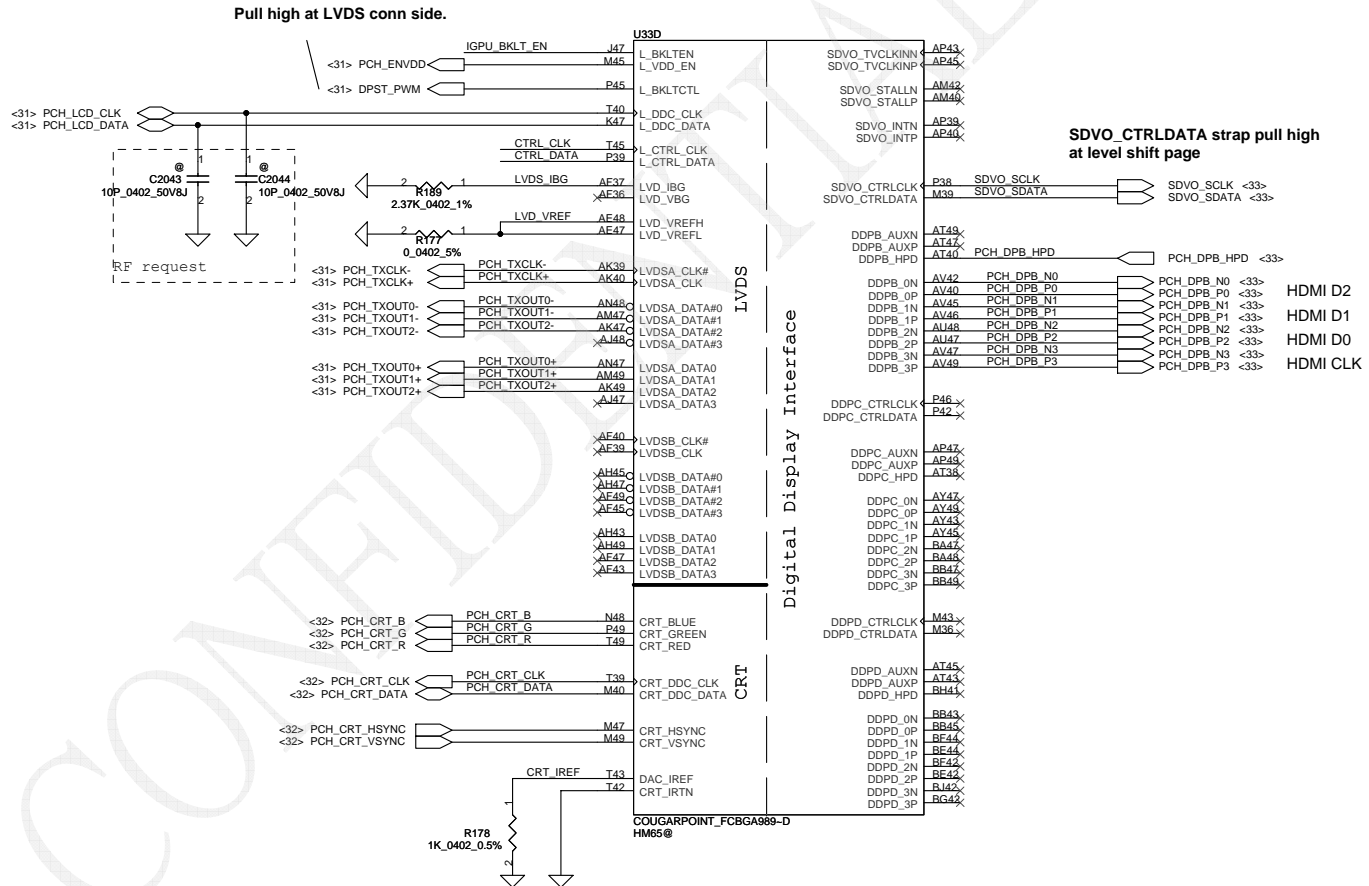 CONFIDENTIAL
Pull high at LVDS conn side.
U33D
IGPU_BKLT_EN J47 L_BKLTEN
<31> PCH_ENVDD M45 L_VDD_EN
<31> DPST_PWM P45 L_BKLTCTL
<31> PCH_LCD_CLK T40 L_DDC_CLK
<31> PCH_LCD_DATA K47 L_DDC_DATA
CTRL_CLK T45 L_CTRL_CLK
CTRL_DATA P39 L_CTRL_DATA
1 1
@ @
C2043 C2044
10P_0402_50V8J 10P_0402_50V8J
2 2
RF request
2 1 LVDS_IBG AF37 LVD_IBG
R189
2.37K_0402_1%
AF36 LVD_VBG
LVD_VREF AE48 LVD_VREFH
2 1 AE47 LVD_VREFL
R177
0_0402_5%
<31> PCH_TXCLK- PCH_TXCLK- AK39 LVDSA_CLK#
<31> PCH_TXCLK+ PCH_TXCLK+ AK40 LVDSA_CLK
<31> PCH_TXOUT0- PCH_TXOUT0- AN48 LVDSA_DATA#0
<31> PCH_TXOUT1- PCH_TXOUT1- AM47 LVDSA_DATA#1
<31> PCH_TXOUT2- PCH_TXOUT2- AK47 LVDSA_DATA#2
AJ48 LVDSA_DATA#3
<31> PCH_TXOUT0+ PCH_TXOUT0+ AN47 LVDSA_DATA0
<31> PCH_TXOUT1+ PCH_TXOUT1+ AM49 LVDSA_DATA1
<31> PCH_TXOUT2+ PCH_TXOUT2+ AK49 LVDSA_DATA2
AJ47 LVDSA_DATA3
AF40 LVDSB_CLK#
AF39 LVDSB_CLK
AH45 LVDSB_DATA#0
AH47 LVDSB_DATA#1
AF49 LVDSB_DATA#2
AF45 LVDSB_DATA#3
AH43 LVDSB_DATA0
AH49 LVDSB_DATA1
AF47 LVDSB_DATA2
AF43 LVDSB_DATA3
LVDS
<32> PCH_CRT_B PCH_CRT_B N48 CRT_BLUE
<32> PCH_CRT_G PCH_CRT_G P49 CRT_GREEN
<32> PCH_CRT_R PCH_CRT_R T49 CRT_RED
<32> PCH_CRT_CLK PCH_CRT_CLK T39 CRT_DDC_CLK
<32> PCH_CRT_DATA PCH_CRT_DATA M40 CRT_DDC_DATA
<32> PCH_CRT_HSYNC M47 CRT_HSYNC
<32> PCH_CRT_VSYNC M49 CRT_VSYNC
CRT_IREF T43 DAC_IREF
T42 CRT_IRTN
CRT
1
R178
1K_0402_0.5%
2
Digital Display Interface
SDVO_TVCLKINN AP43
SDVO_TVCLKINP AP45
SDVO_STALLN AM42
SDVO_STALLP AM40
SDVO_INTN AP39
SDVO_INTP AP40
SDVO_CTRLDATA strap pull high
at level shift page
SDVO_CTRLCLK P38 SDVO_SCLK SDVO_SCLK <33>
SDVO_CTRLDATA M39 SDVO_SDATA SDVO_SDATA <33>
DDPB_AUXN AT49
DDPB_AUXP AT47
DDPB_HPD AT40 PCH_DPB_HPD PCH_DPB_HPD <33>
DDPB_0N AV42 PCH_DPB_N0 PCH_DPB_N0 <33>
DDPB_0P AV40 PCH_DPB_P0 PCH_DPB_P0 <33> HDMI D2
DDPB_1N AV45 PCH_DPB_N1 PCH_DPB_N1 <33>
DDPB_1P AV46 PCH_DPB_P1 PCH_DPB_P1 <33> HDMI D1
DDPB_2N AU48 PCH_DPB_N2 PCH_DPB_N2 <33>
DDPB_2P AU47 PCH_DPB_P2 PCH_DPB_P2 <33> HDMI D0
DDPB_3N AV47 PCH_DPB_N3 PCH_DPB_N3 <33>
DDPB_3P AV49 PCH_DPB_P3 PCH_DPB_P3 <33> HDMI CLK
DDPC_CTRLCLK P46
DDPC_CTRLDATA P42
DDPC_AUXN AP47
DDPC_AUXP AP49
DDPC_HPD AT38
DDPC_0N AY47
DDPC_0P AY49
DDPC_1N AY43
DDPC_1P AY45
DDPC_2N BA47
DDPC_2P BA48
DDPC_3N BB47
DDPC_3P BB49
DDPD_CTRLCLK M43
DDPD_CTRLDATA M36
DDPD_AUXN AT45
DDPD_AUXP AT43
DDPD_HPD BH41
DDPD_0N BB43
DDPD_0P BB45
DDPD_1N BF44
DDPD_1P BE44
DDPD_2N BF42
DDPD_2P BE42
DDPD_3N BJ42
DDPD_3P BG42
COUGARPOINT_FCBGA989~D
HM65@